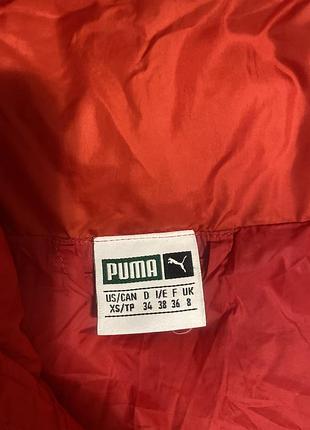 PUMA
US/CAN D I/E F UK
XS/TP 34 38 36 8